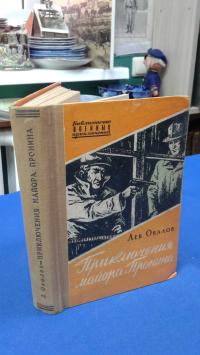 Библиотека
ВОЕННЫХ
приключений
Лев Овалов
Приключения
майора Пронина
Л. Овалов—ПРИКЛЮЧЕНИЯ МАЙОРА ПРОНИНА